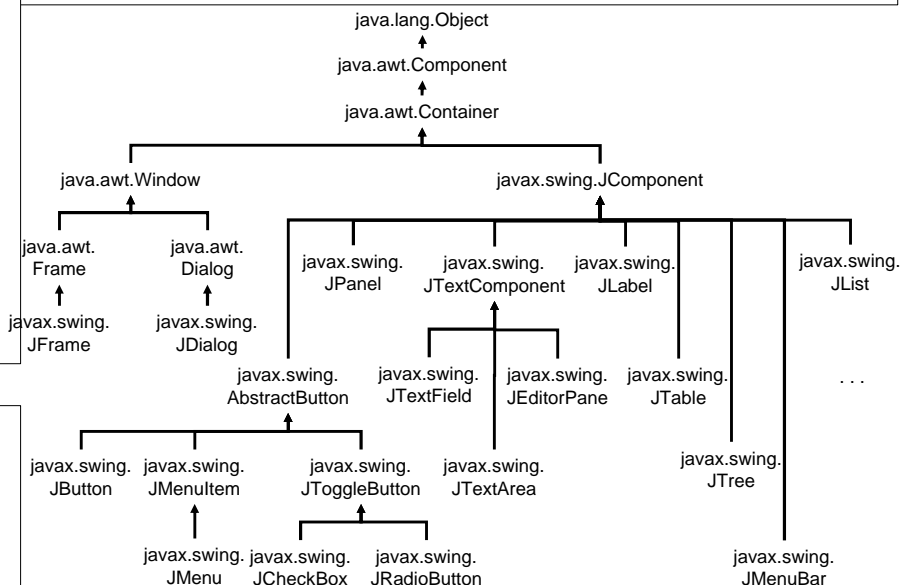 java.lang.Object
java.awt.Component
java.awt.Container
java.awt.Window
javax.swing.JComponent
java.awt.
Frame
java.awt.
Dialog
javax.swing.
JPanel
javax.swing.
JTextComponent
javax.swing.
JLabel
javax.swing.
JList
javax.swing.
JFrame
javax.swing.
JDialog
javax.swing.
AbstractButton
javax.swing.
JTextField
javax.swing.
JEditorPane
javax.swing.
JTable
. . .
javax.swing.
JButton
javax.swing.
JMenuItem
javax.swing.
JToggleButton
javax.swing.
JTextArea
javax.swing.
JTree
javax.swing.
JMenu
javax.swing.
JCheckBox
javax.swing.
JRadioButton
javax.swing.
JMenuBar